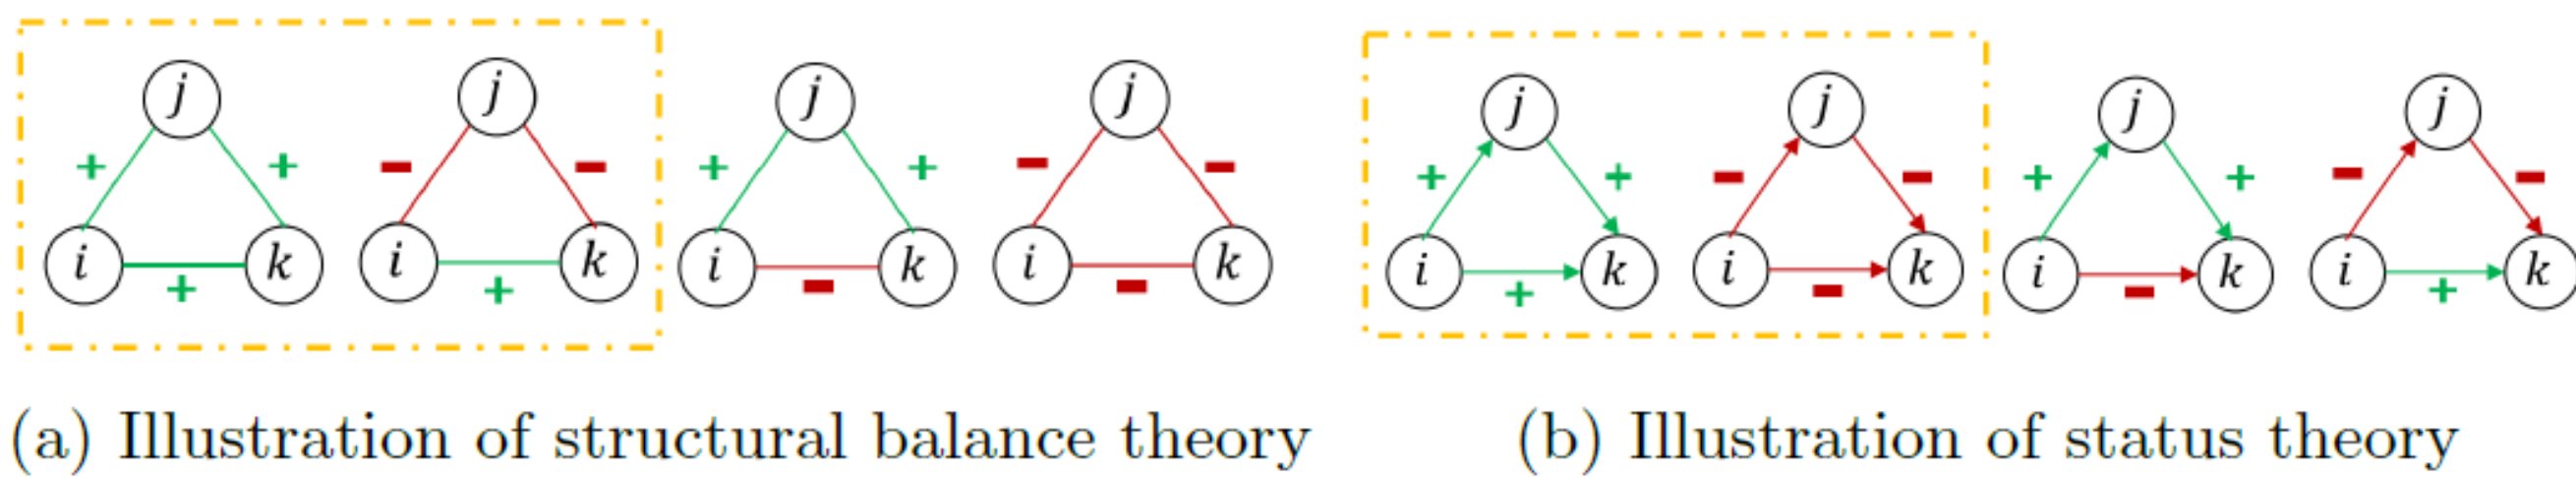 j j j j j j j j
+ + − − + + − − + + − − + + − −
i k i k i k i k i k i k i k i k
+ + − − + − − +
(a) Illustration of structural balance theory (b) Illustration of status theory